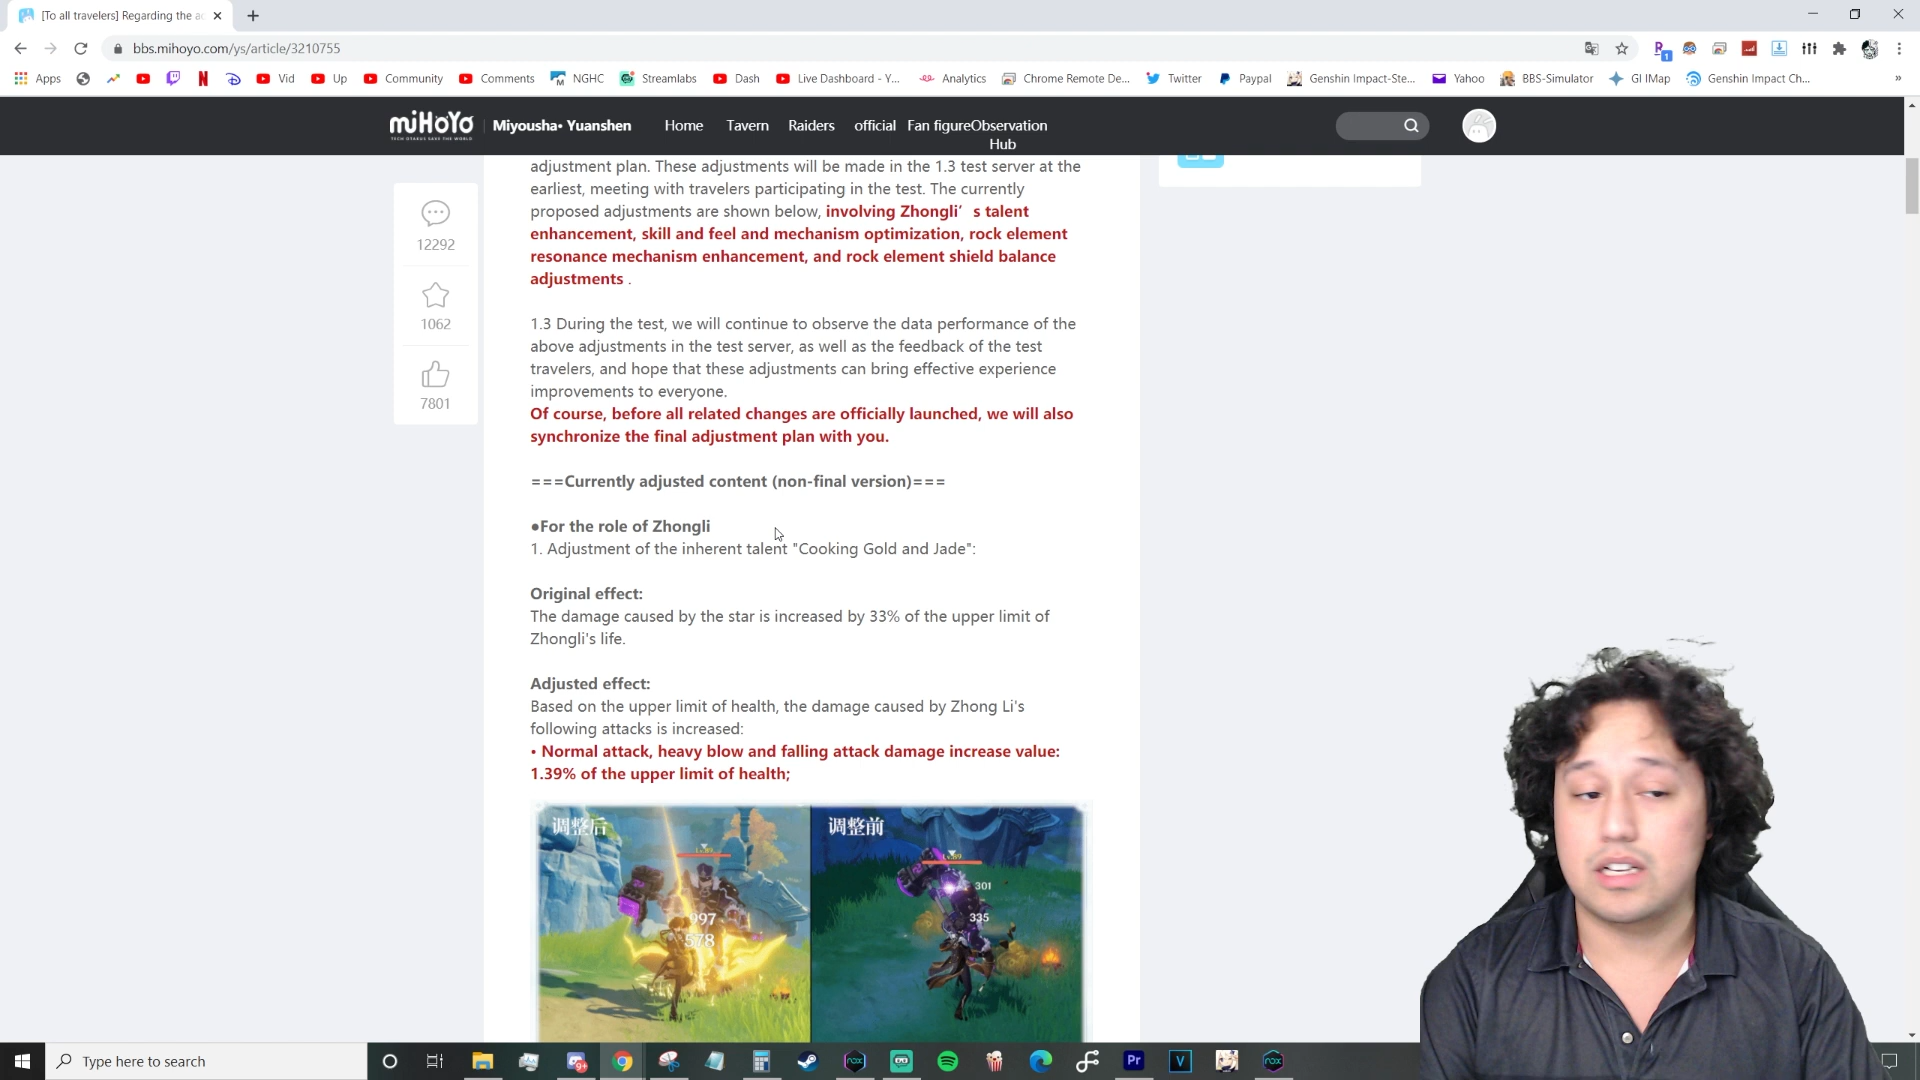 [To all travelers] Regarding the a
bbs.mihoyo.com/ys/article/3210755
Apps
Vid
Up
Community
Comments
NGHC
Streamlabs
Dash
Live Dashboard - Y...
Analytics
Chrome Remote De...
Twitter
Paypal
Genshin Impact-Ste...
Yahoo
BBS-Simulator
GI IMap
Genshin Impact Ch...
»
miHoYo
TECH OTAKUS SAVE THE WORLD
Miyousha• Yuanshen
Home
Tavern
Raiders
official
Fan figureObservation
Hub
12292
1062
7801
adjustment plan. These adjustments will be made in the 1.3 test server at the
earliest, meeting with travelers participating in the test. The currently
proposed adjustments are shown below, involving Zhongli’ s talent
enhancement, skill and feel and mechanism optimization, rock element
resonance mechanism enhancement, and rock element shield balance
adjustments .
1.3 During the test, we will continue to observe the data performance of the
above adjustments in the test server, as well as the feedback of the test
travelers, and hope that these adjustments can bring effective experience
improvements to everyone.
Of course, before all related changes are officially launched, we will also
synchronize the final adjustment plan with you.
===Currently adjusted content (non-final version)===
●For the role of Zhongli
1. Adjustment of the inherent talent "Cooking Gold and Jade":
Original effect:
The damage caused by the star is increased by 33% of the upper limit of
Zhongli's life.
Adjusted effect:
Based on the upper limit of health, the damage caused by Zhong Li's
following attacks is increased:
• Normal attack, heavy blow and falling attack damage increase value:
1.39% of the upper limit of health;
调整后
997
578
调整前
301
335
Type here to search